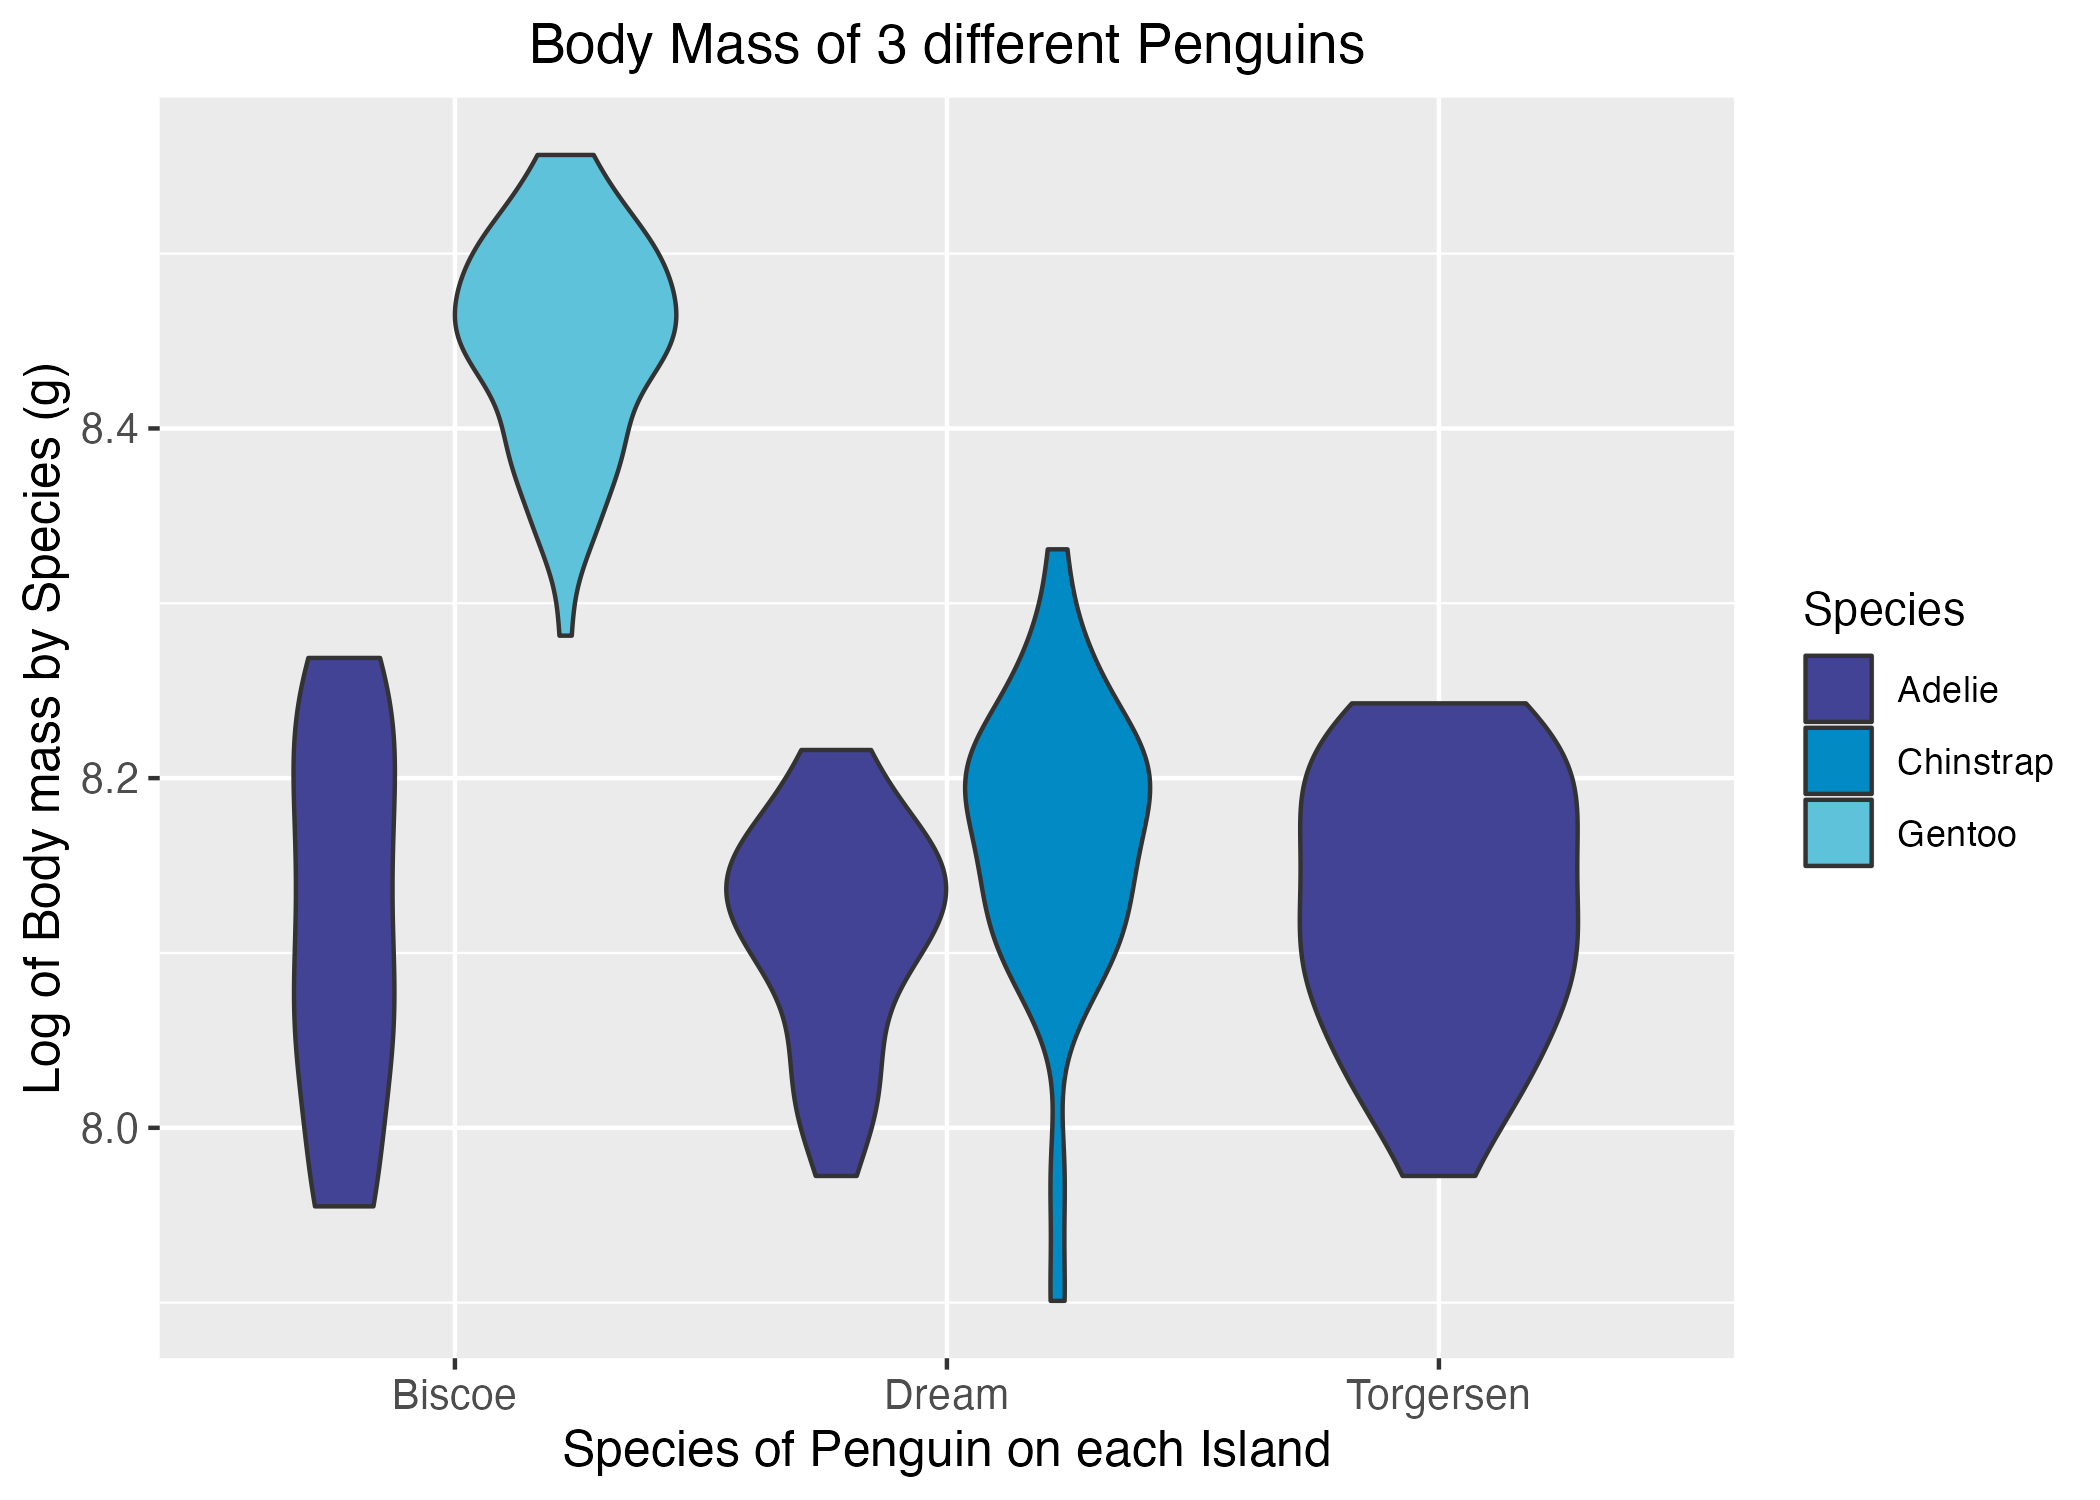 Body Mass of 3 different Penguins
Log of Body mass by Species (g)
8.4
8.2
8.0
Biscoe
Dream
Torgersen
Species of Penguin on each Island
Species
Adelie
Chinstrap
Gentoo